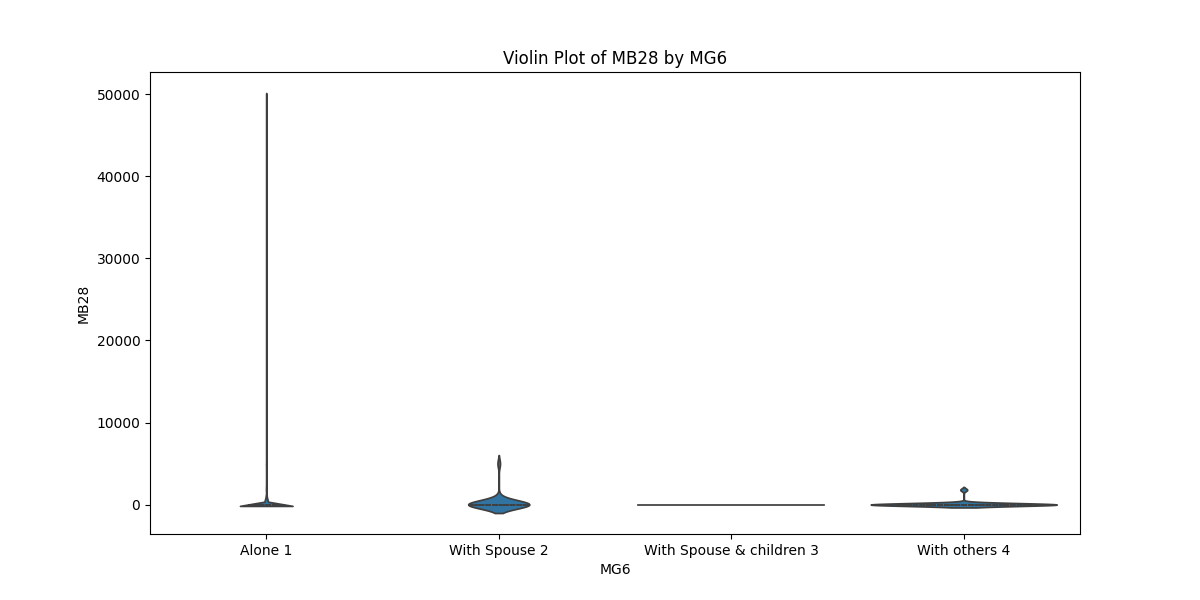 Violin Plot of MB28 by MG6
50000
40000
30000
20000
10000
0
MB28
Alone 1
With Spouse 2
With Spouse & children 3
With others 4
MG6